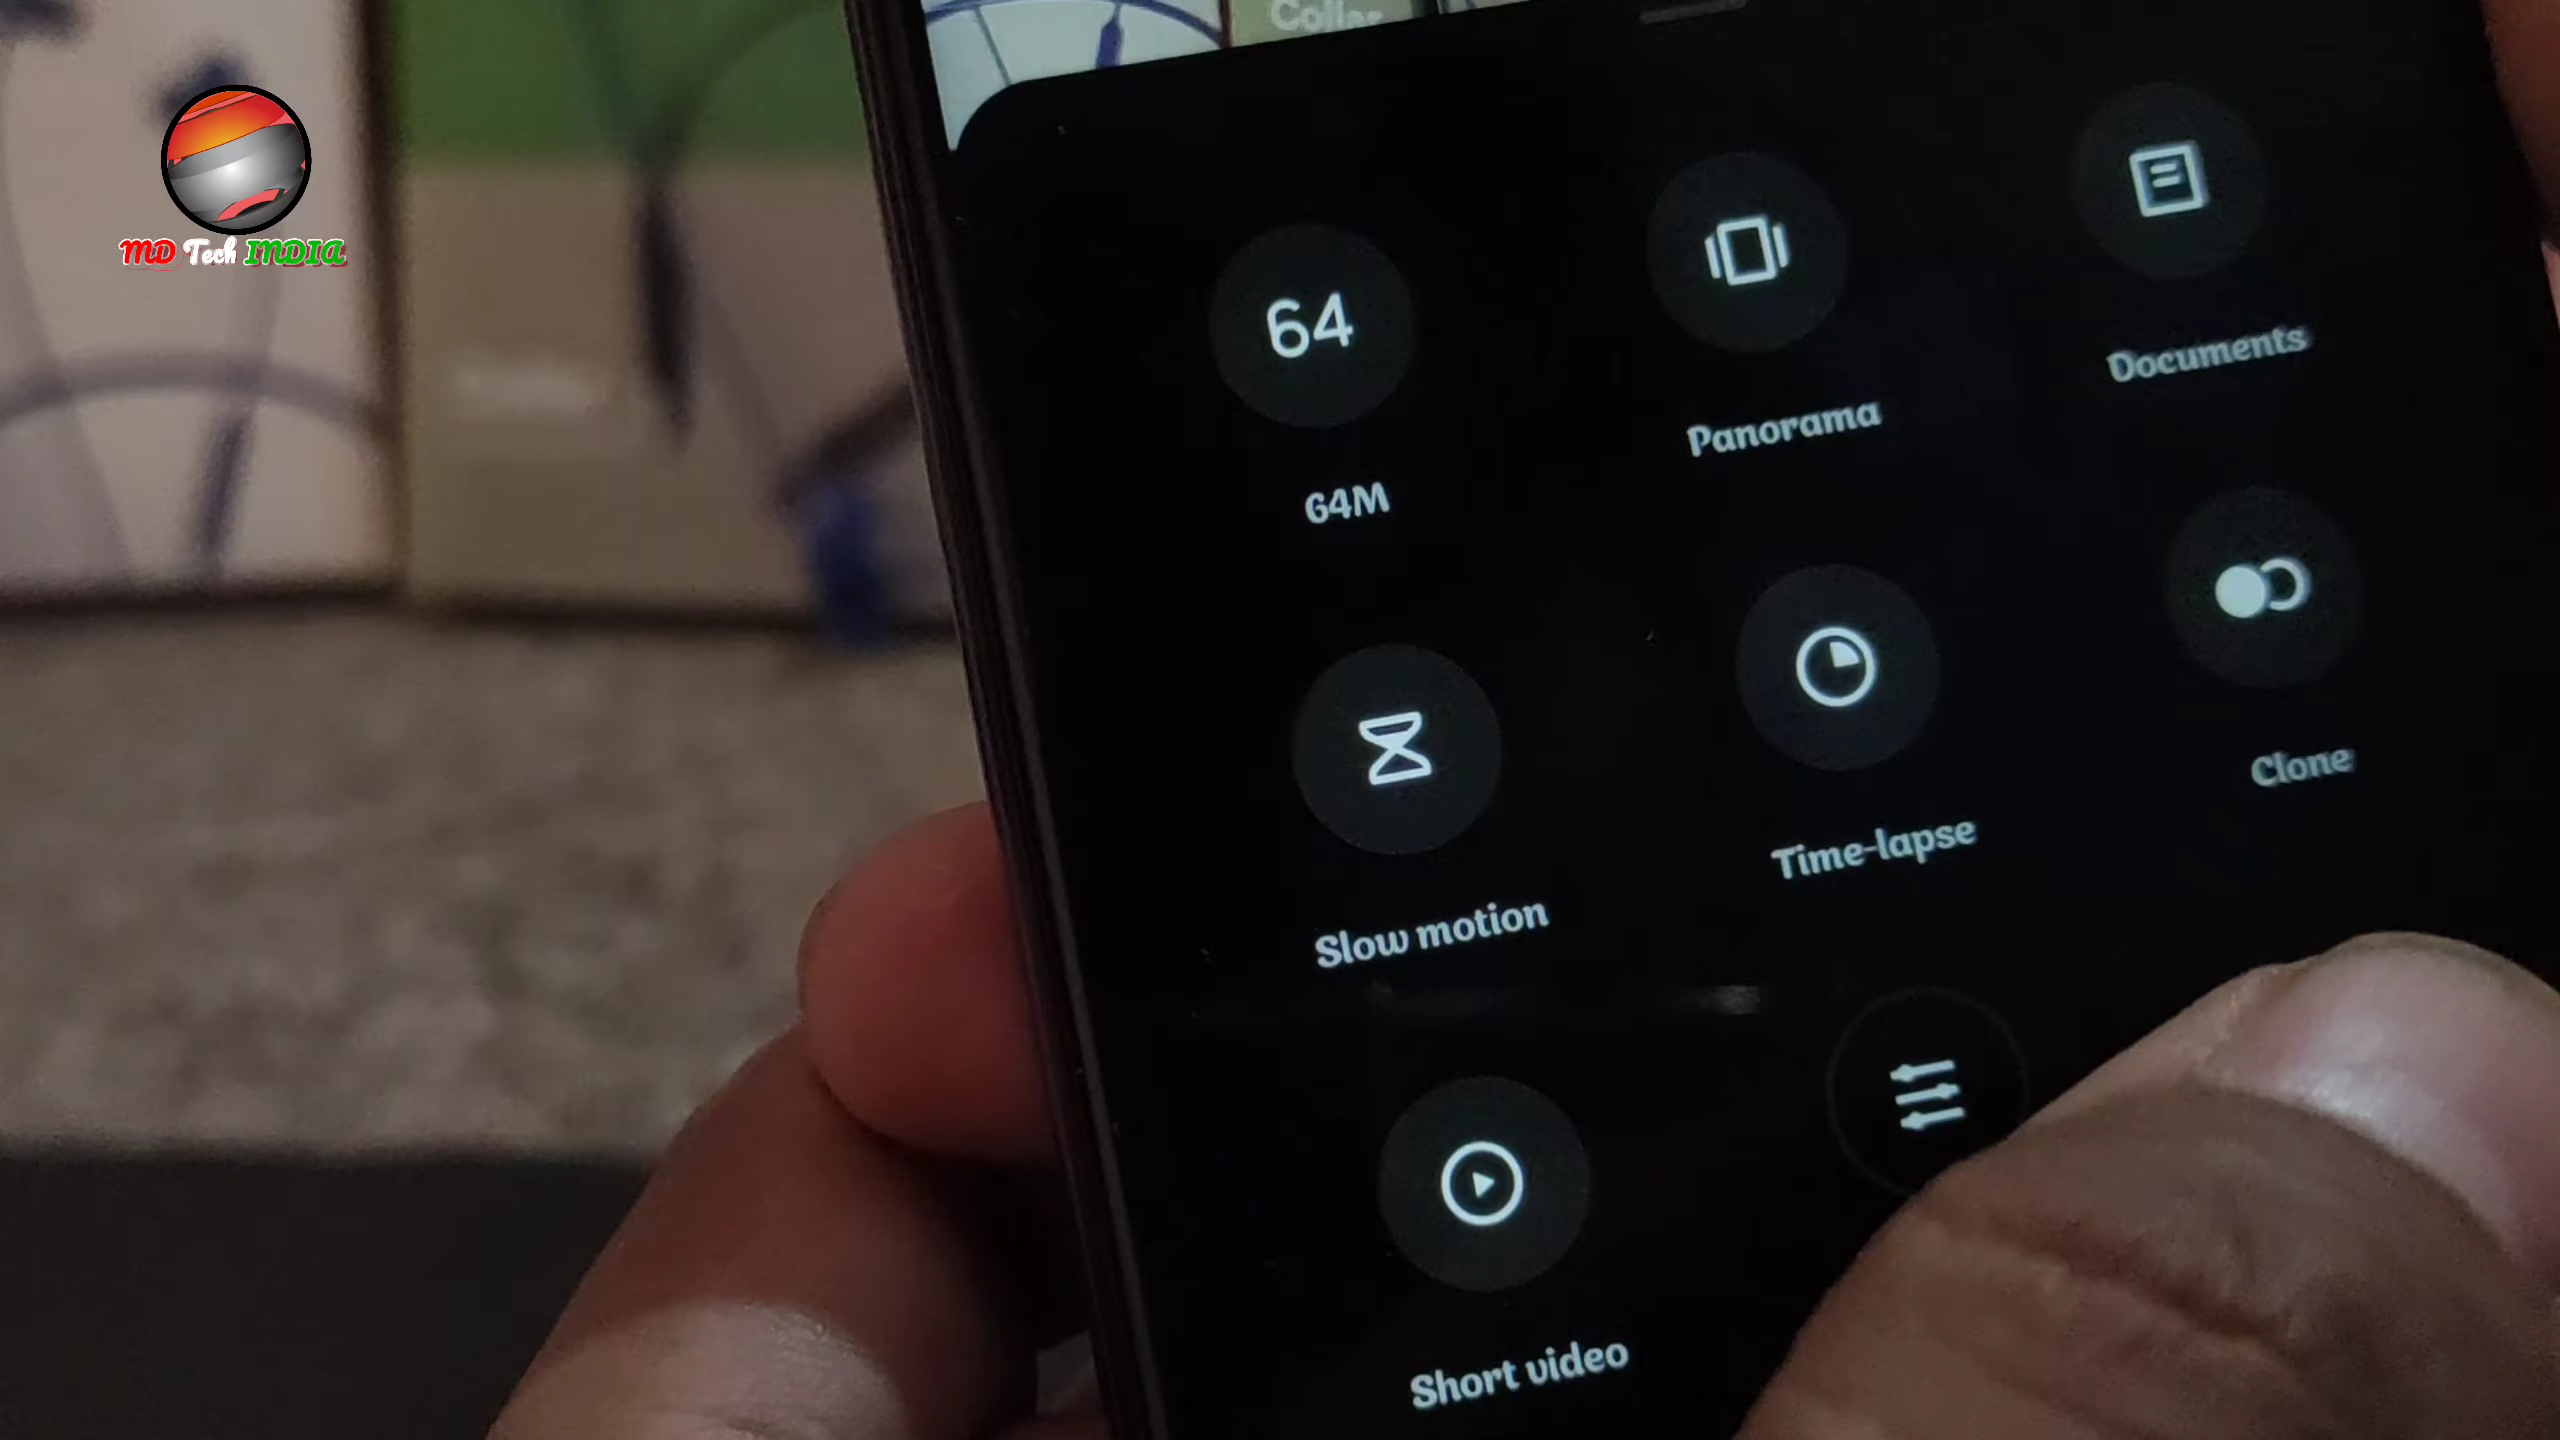 MD Tech INDIA
64
64M
Panorama
Documents
Slow motion
Time-lapse
Clone
Short video